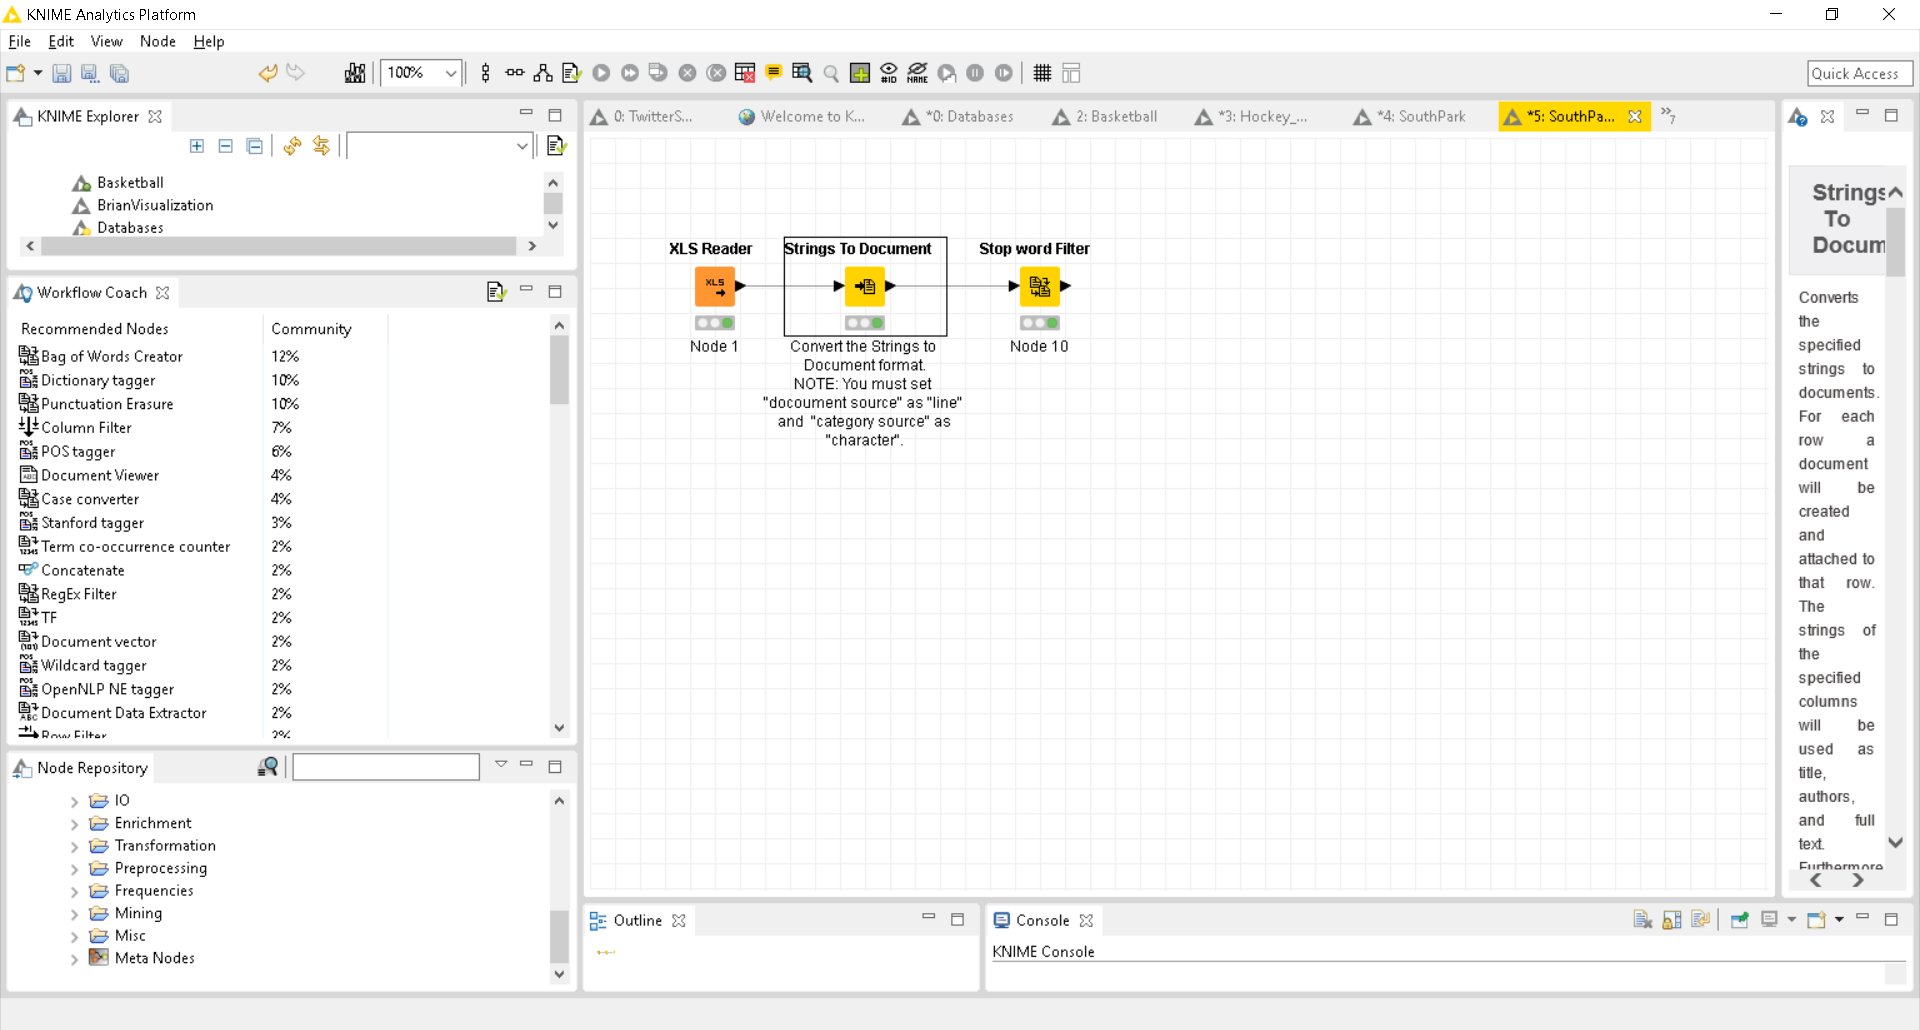 KNIME Analytics Platform
File Edit View Node Help
100%
#ID
NAME
Quick Access
KNIME Explorer
Basketball
BrianVisualization
Databases
Workflow Coach
Recommended Nodes Community
Bag of Words Creator 12%
Dictionary tagger 10%
Punctuation Erasure 10%
Column Filter 7%
POS tagger 6%
Document Viewer 4%
Case converter 4%
Stanford tagger 3%
Term co-occurrence counter 2%
Concatenate 2%
RegEx Filter 2%
TF 2%
Document vector 2%
Wildcard tagger 2%
OpenNLP NE tagger 2%
Document Data Extractor 2%
Row Filter 2%
Node Repository
IO
Enrichment
Transformation
Preprocessing
Frequencies
Mining
Misc
Meta Nodes
0: TwitterS...
Welcome to K...
*0: Databases
2: Basketball
*3: Hockey_...
*4: SouthPark
*5: SouthPa...
7
XLS Reader
XLS
Node 1
Strings To Document
Convert the Strings to
Document format.
NOTE: You must set
"docoument source" as "line"
and "category source" as
"character".
Stop word Filter
Node 10
Outline
Console
KNIME Console
Strings
To
Docum
Converts
the
specified
strings to
documents.
For each
row a
document
will be
created
and
attached to
that row.
The
strings of
the
specified
columns
will be
used as
title,
authors,
and full
text.
Furthermore